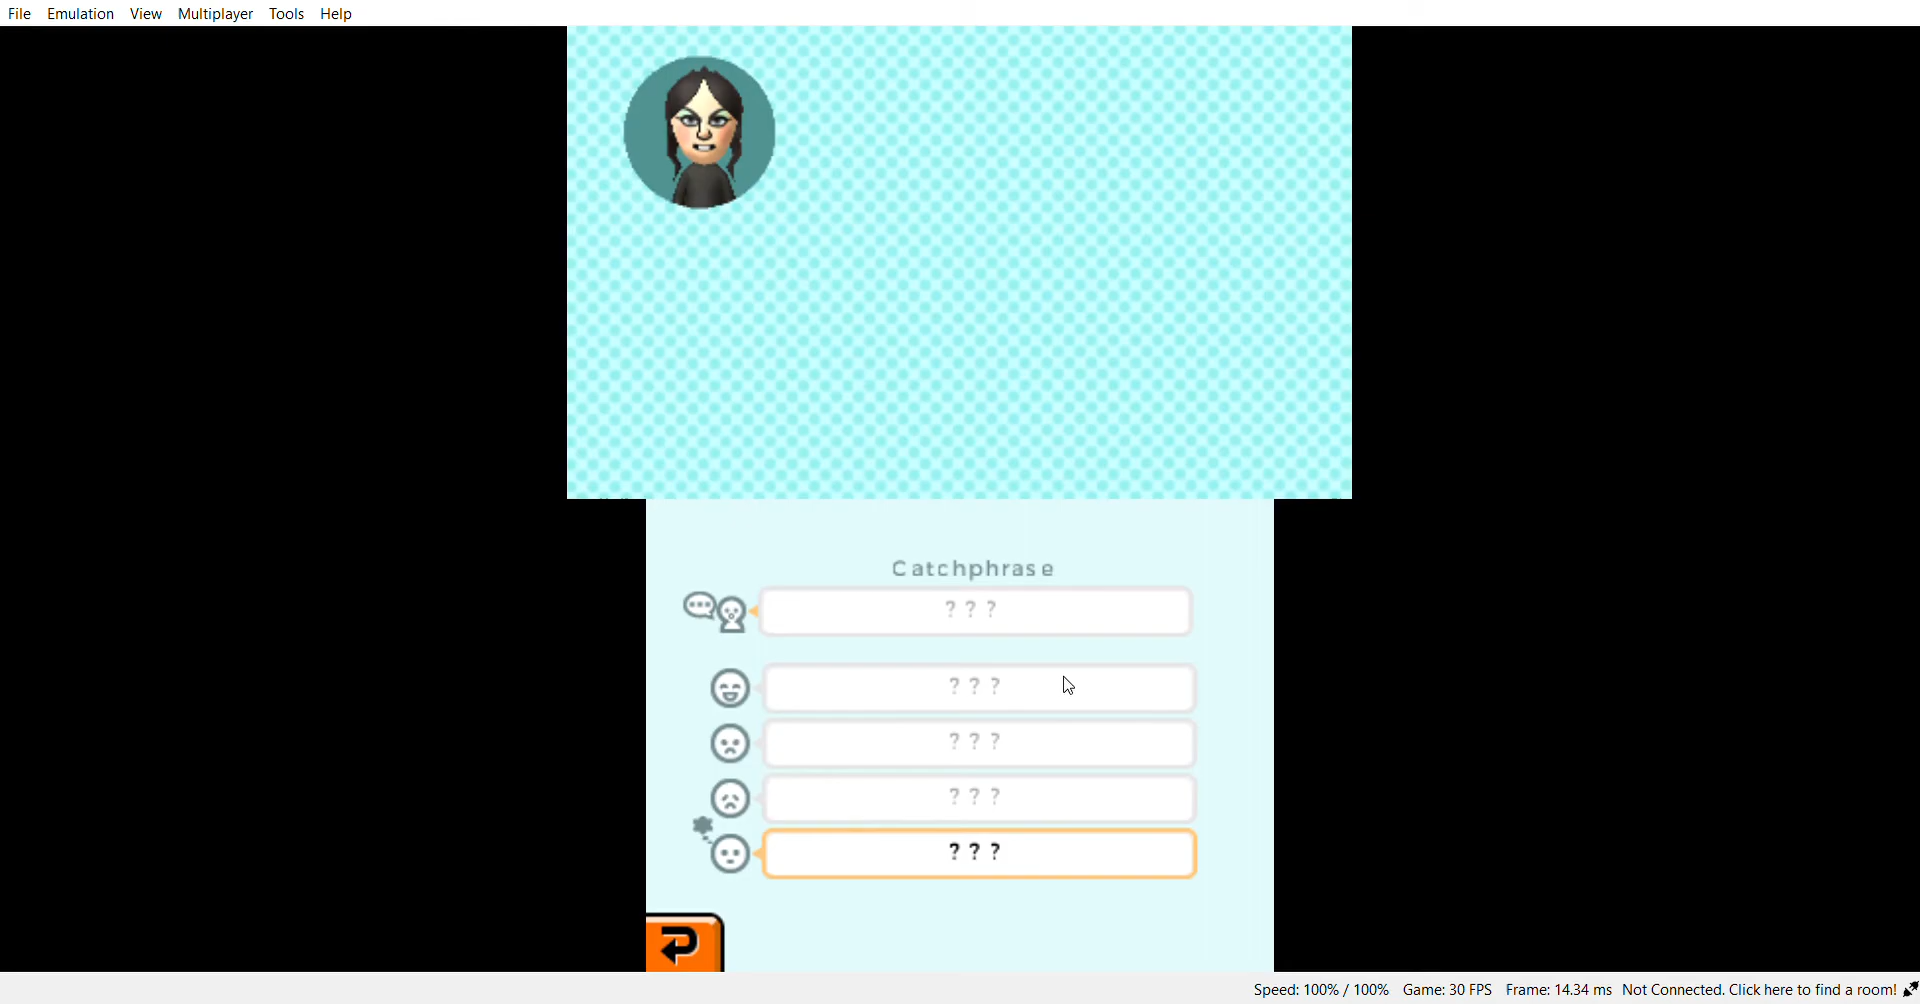 File Emulation View Multiplayer Tools Help
Catchphrase
???
???
???
???
???
Speed: 100% / 100% Game: 30 FPS Frame: 14.34 ms Not Connected. Click here to find a room!